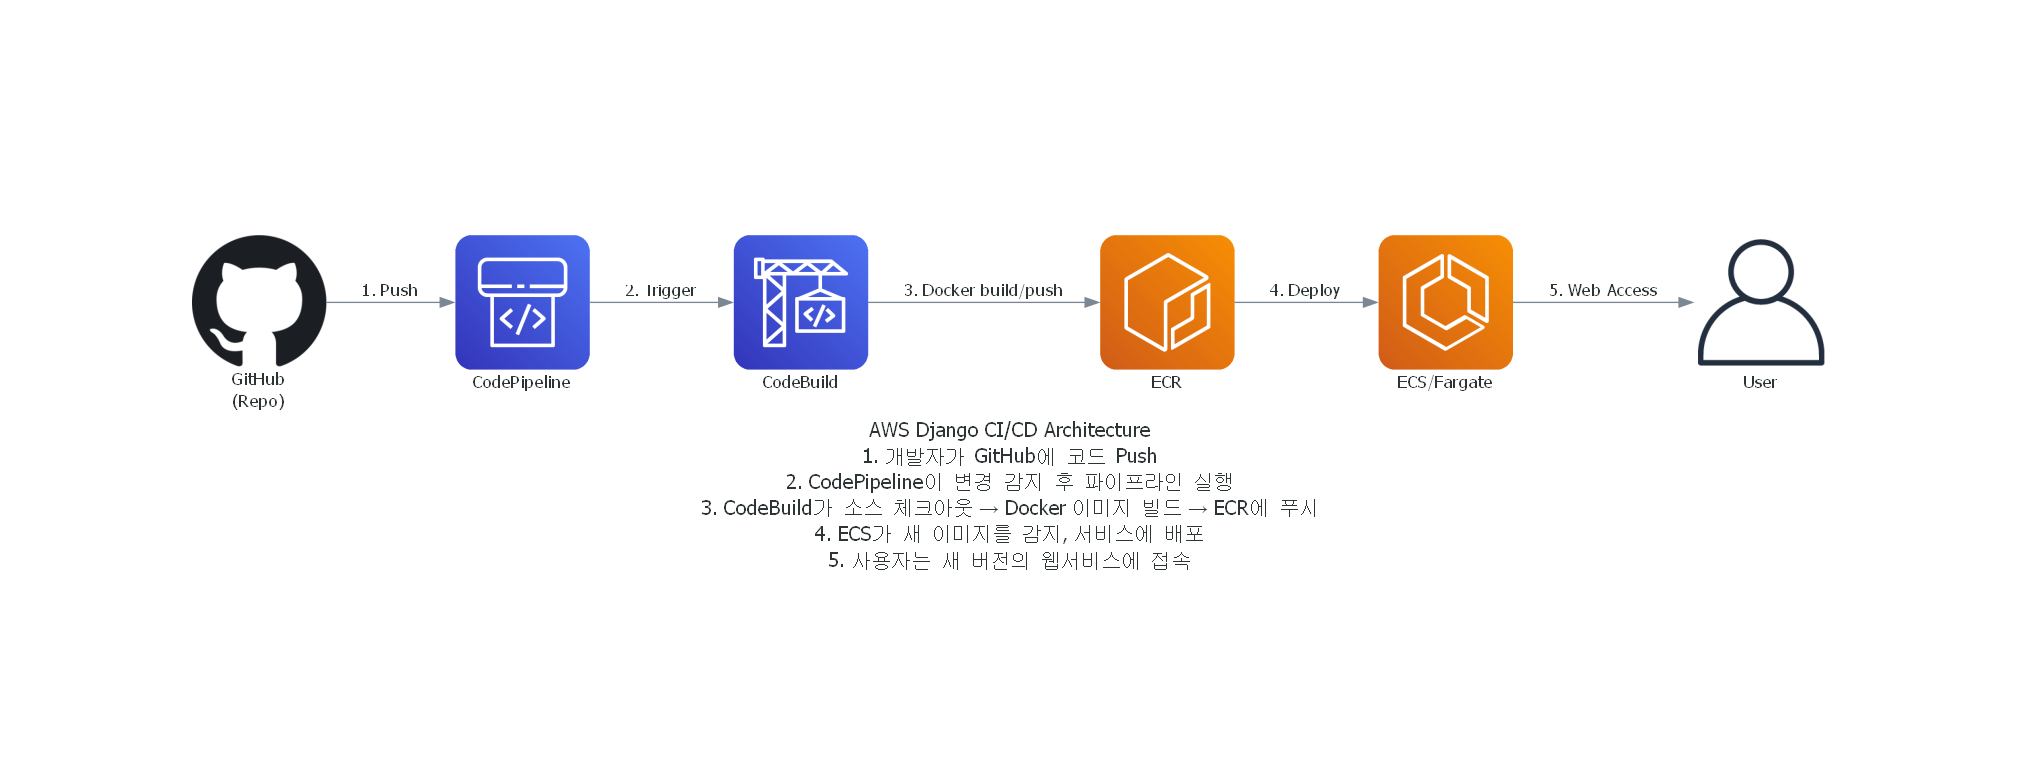 1. Push
2. Trigger
3. Docker build/push
4. Deploy
5. Web Access
GitHub
(Repo)
CodePipeline
CodeBuild
ECR
ECS/Fargate
User
AWS Django CI/CD Architecture
1. 개발자가 GitHub에 코드 Push
2. CodePipeline이 변경 감지 후 파이프라인 실행
3. CodeBuild가 소스 체크아웃 → Docker 이미지 빌드 → ECR에 푸시
4. ECS가 새 이미지를 감지, 서비스에 배포
5. 사용자는 새 버전의 웹서비스에 접속